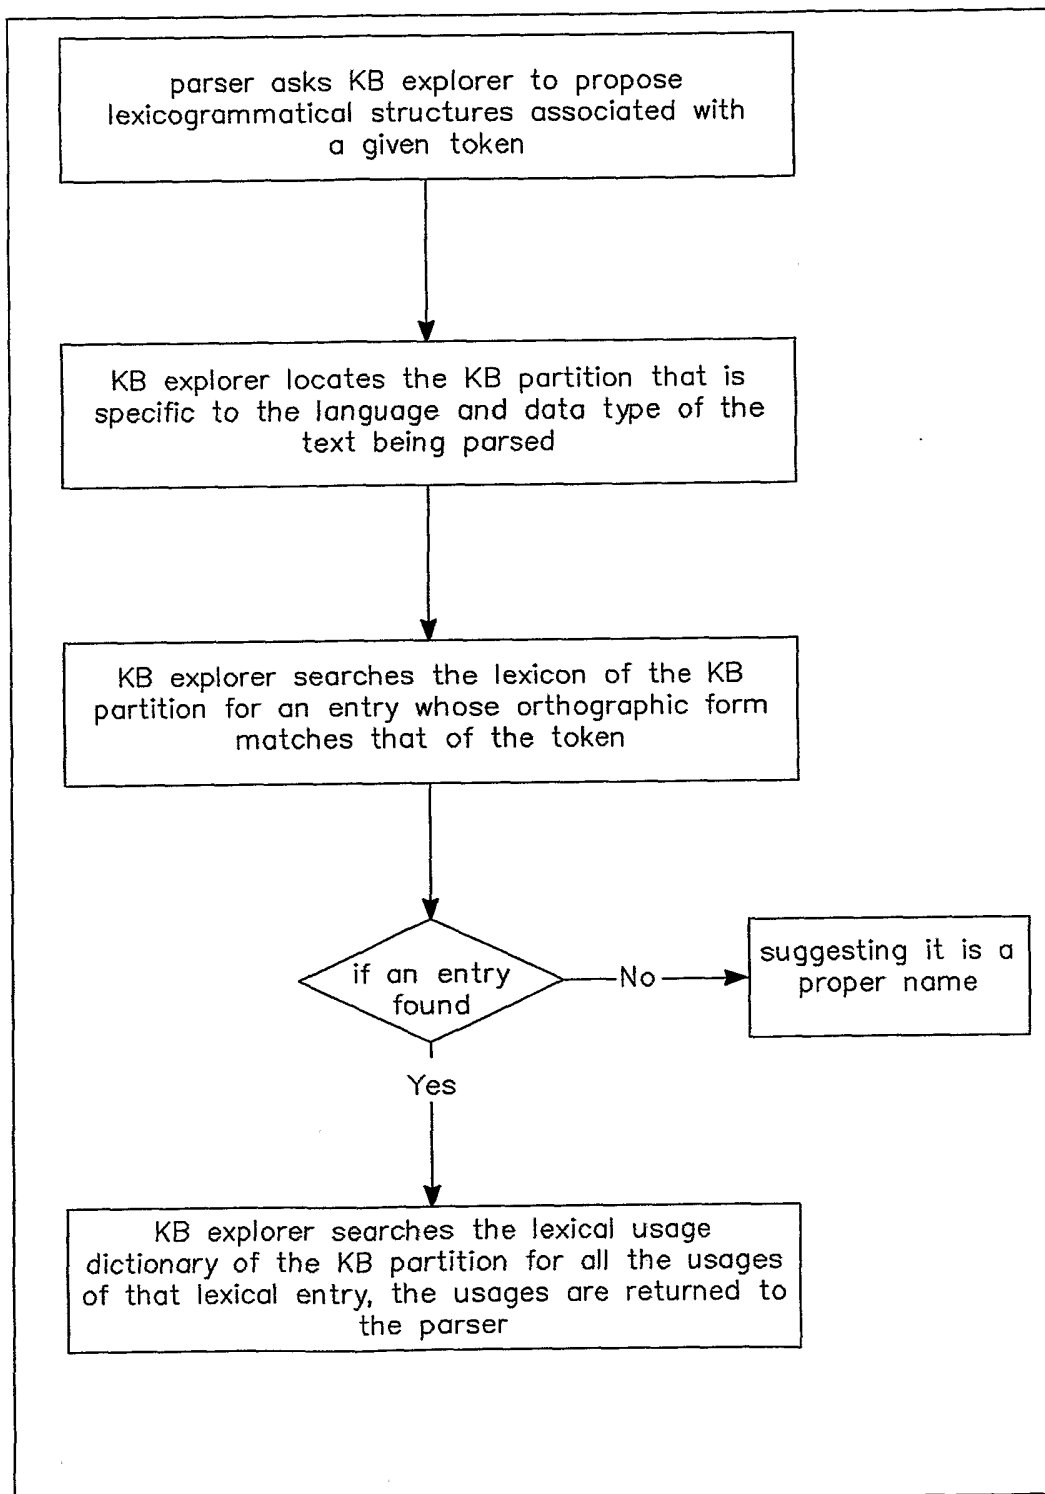 parser asks KB explorer to propose
lexicogrammatical structures associated with
a given token
KB explorer locates the KB partition that is
specific to the language and data type of the
text being parsed
KB explorer searches the lexicon of the KB
partition for an entry whose orthographic form
matches that of the token
if an entry
found
No
suggesting it is a
proper name
Yes
KB explorer searches the lexical usage
dictionary of the KB partition for all the usages
of that lexical entry, the usages are returned to
the parser